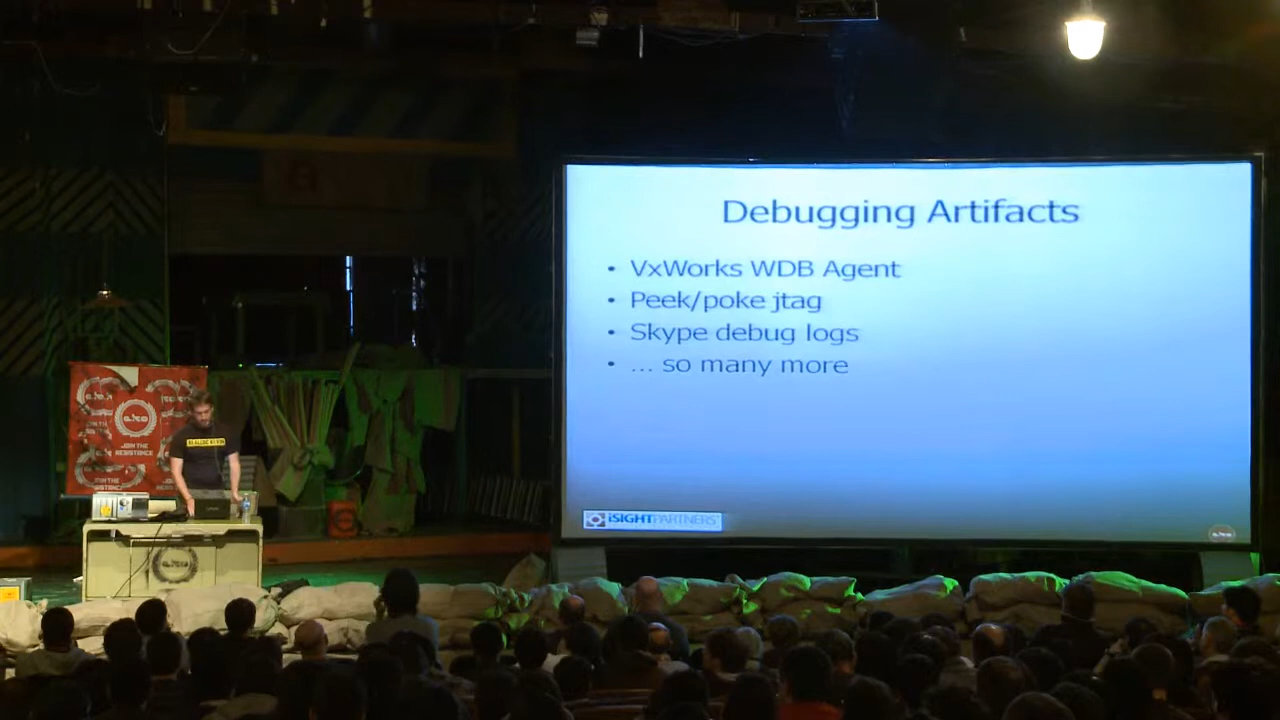 Debugging Artifacts
• VxWorks WDB Agent
• Peek/poke jtag
• Skype debug logs
• ... so many more
iSIGHTPARTNERS
JOIN THE
RESISTANCE